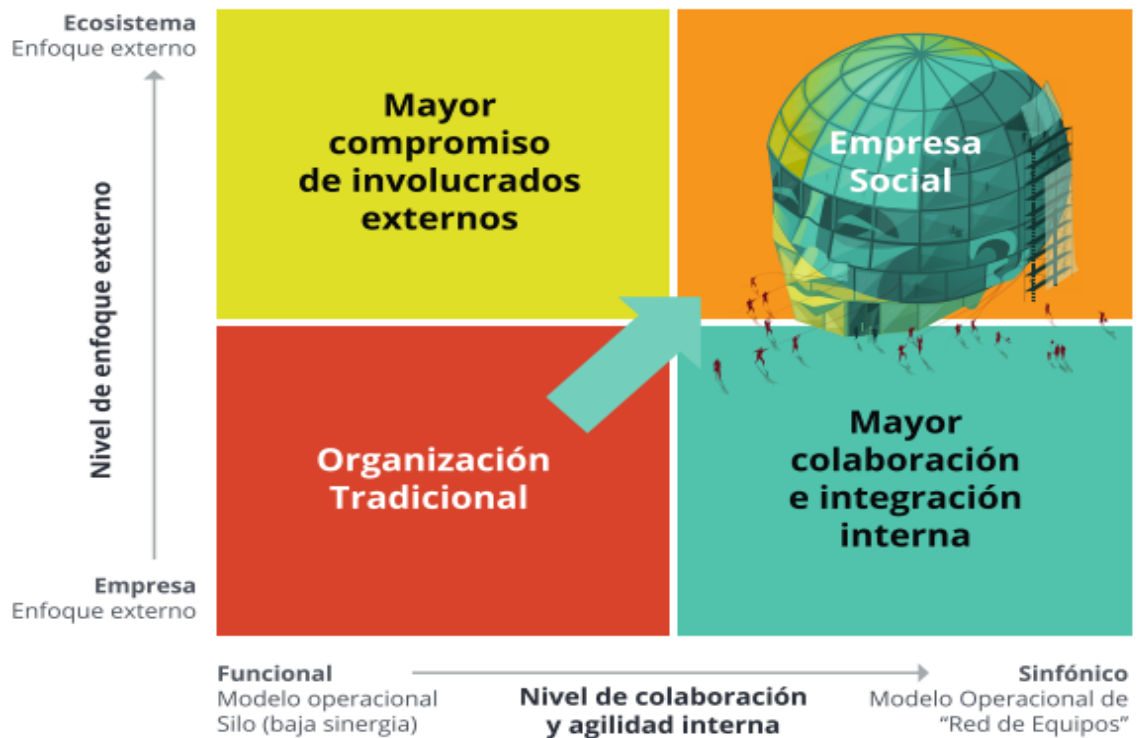 Ecosistema
Enfoque externo
Mayor
compromiso
de involucrados
externos
Empresa
Social
Nivel de enfoque externo
Organización
Tradicional
Mayor
colaboración
e integración
interna
Empresa
Enfoque externo
Funcional
Modelo operacional
Silo (baja sinergia)
Nivel de colaboración
y agilidad interna
Sinfónico
Modelo Operacional de
“Red de Equipos”